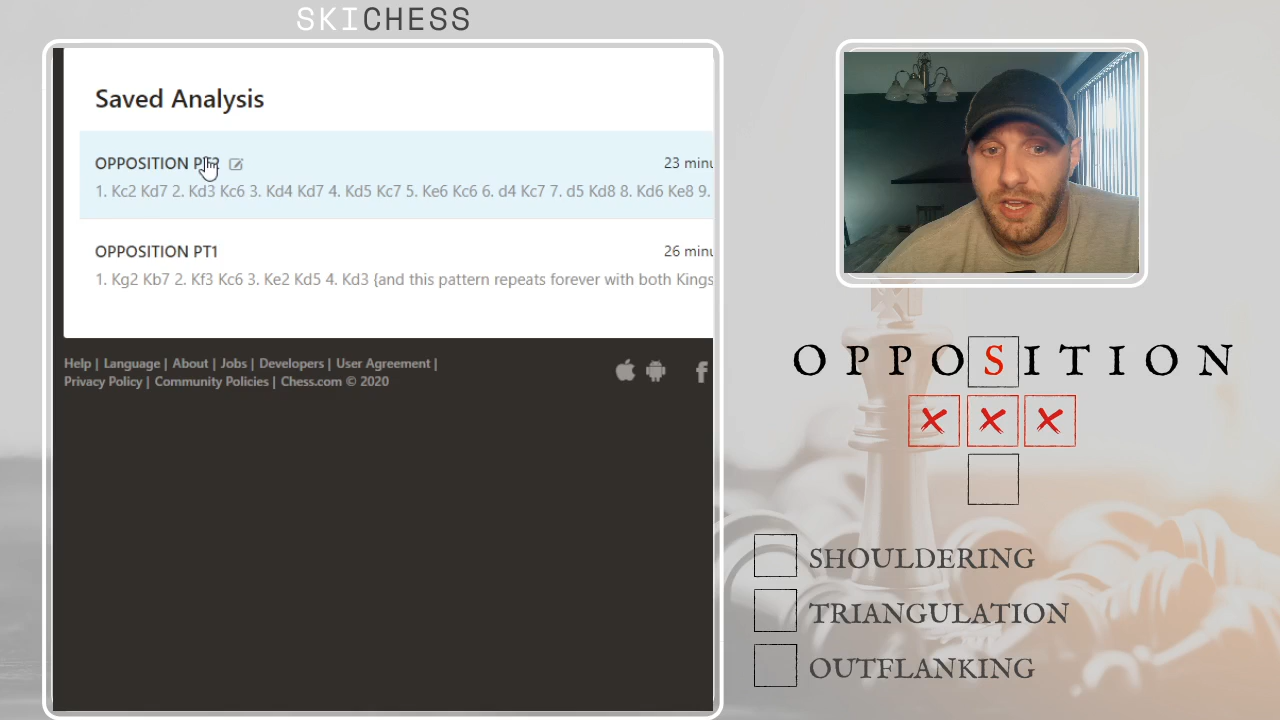 SKICHESS
Saved Analysis
OPPOSITION 23 minu
1. Kc2 Kd7 2. Kd3 Kc6 3. Kd4 Kd7 4. Kd5 Kc7 5. Ke6 Kc6 6. d4 Kc7 7. d5 Kd8 8. Kd6 Ke8 9.
OPPOSITION PT1 26 minu
1. Kg2 Kb7 2. Kf3 Kc6 3. Ke2 Kd5 4. Kd3 {and this pattern repeats forever with both Kings
Help | Language | About | Jobs | Developers | User Agreement |
Privacy Policy | Community Policies | Chess.com © 2020
OPPOSITION
SHOULDERING
TRIANGULATION
OUTFLANKING